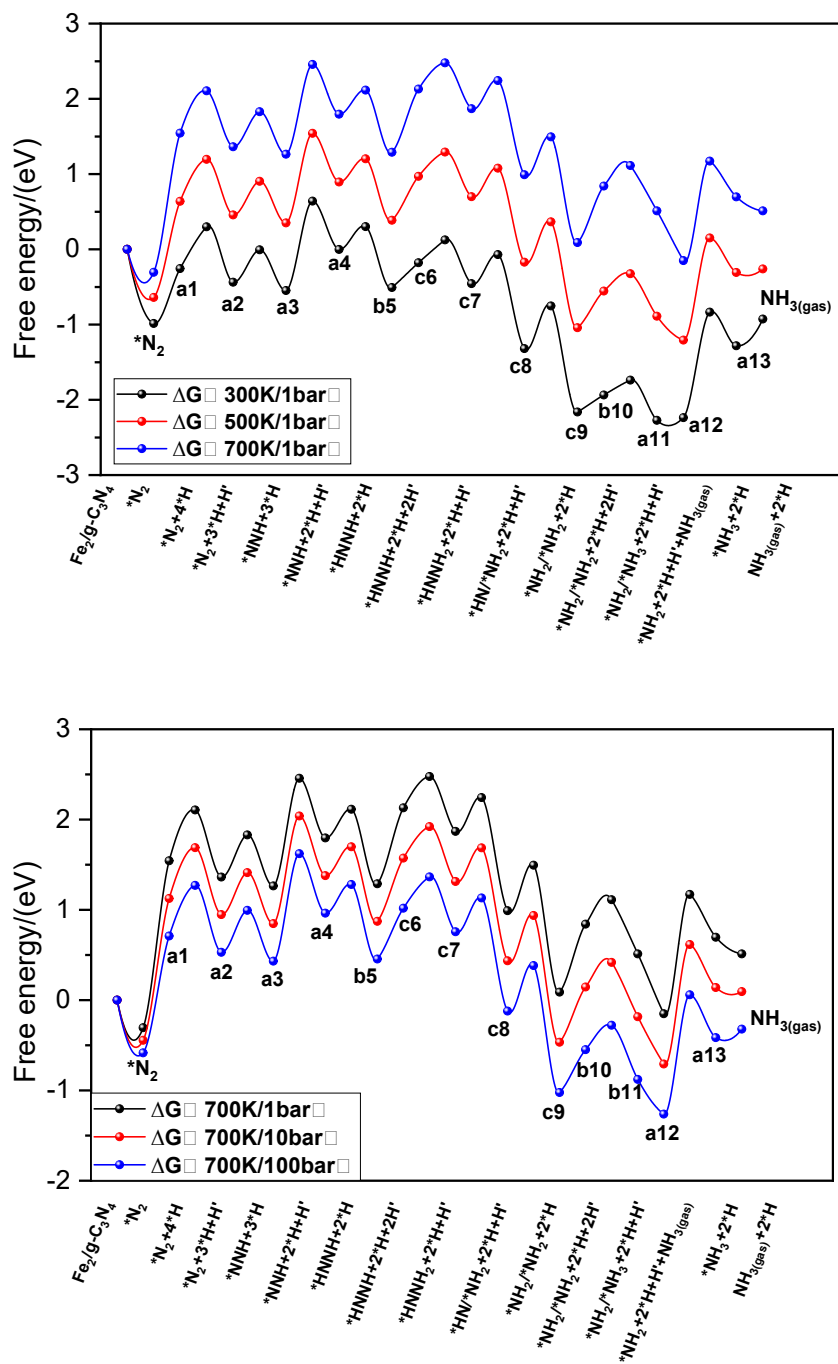 3
2
1
0
-1
-2
-3
Free energy/(eV)
*N2
a1
a2
a3
a4
b5
c6
c7
c8
c9
b10
a11
a12
a13
NH3(gas)
ΔG□ 300K/1bar□
ΔG□ 500K/1bar□
ΔG□ 700K/1bar□
Fe2/g-C3N4
*N2
*N2+4*H
*N2+3*H+H'
*NNH+3*H
*NNH+2*H+H'
*HNNH+2*H
*HNNH+2*H+2H'
*HNNH2+2*H+H'
*HN/*NH2+2*H+H'
*NH2/*NH2+2*H
*NH2/*NH2+2*H+2H'
*NH2/*NH3+2*H+H'
*NH2+2*H+H'+NH3(gas)
*NH3+2*H
NH3(gas)+2*H
3
2
1
0
-1
-2
Free energy/(eV)
*N2
a1
a2
a3
a4
b5
c6
c7
c8
c9
b10
b11
a12
a13
NH3(gas)
ΔG□ 700K/1bar□
ΔG□ 700K/10bar□
ΔG□ 700K/100bar□
Fe2/g-C3N4
*N2
*N2+4*H
*N2+3*H+H'
*NNH+3*H
*NNH+2*H+H'
*HNNH+2*H
*HNNH+2*H+2H'
*HNNH2+2*H+H'
*HN/*NH2+2*H+H'
*NH2/*NH2+2*H
*NH2/*NH2+2*H+2H'
*NH2/*NH3+2*H+H'
*NH2+2*H+H'+NH3(gas)
*NH3+2*H
NH3(gas)+2*H